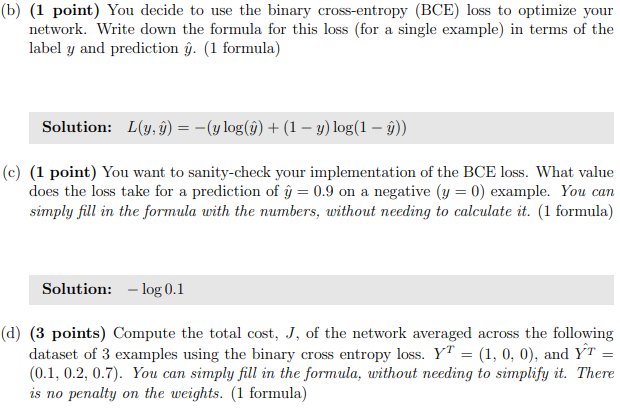 (b) (1 point) You decide to use the binary cross-entropy (BCE) loss to optimize your
network. Write down the formula for this loss (for a single example) in terms of the
label y and prediction ŷ. (1 formula)
Solution: L(y, ŷ) = −(y log(ŷ) + (1 − y) log(1 − ŷ))
(c) (1 point) You want to sanity-check your implementation of the BCE loss. What value
does the loss take for a prediction of ŷ = 0.9 on a negative (y = 0) example. You can
simply fill in the formula with the numbers, without needing to calculate it. (1 formula)
Solution: − log 0.1
(d) (3 points) Compute the total cost, J, of the network averaged across the following
dataset of 3 examples using the binary cross entropy loss. Y^T = (1, 0, 0), and Ŷ^T =
(0.1, 0.2, 0.7). You can simply fill in the formula, without needing to simplify it. There
is no penalty on the weights. (1 formula)